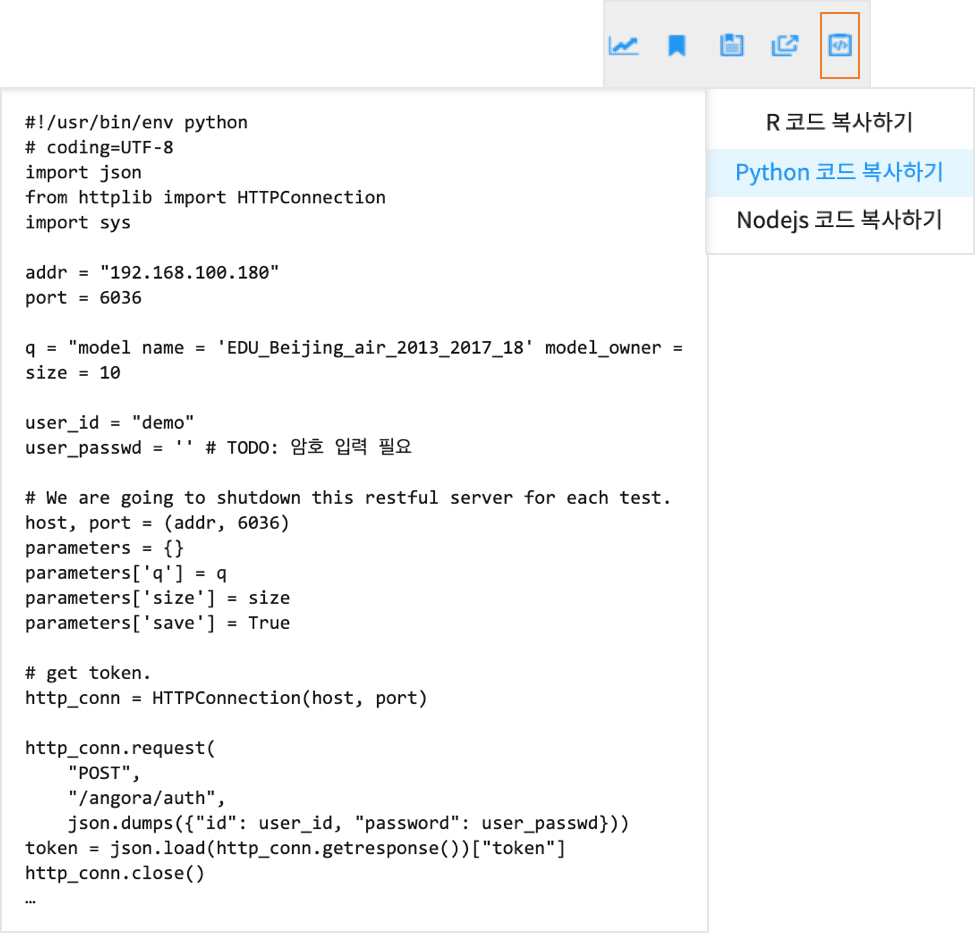 #!/usr/bin/env python
# coding=UTF-8
import json
from httplib import HTTPConnection
import sys

addr = "192.168.100.180"
port = 6036

q = "model name = 'EDU_Beijing_air_2013_2017_18' model_owner =
size = 10

user_id = "demo"
user_passwd = '' # TODO: 암호 입력 필요

# We are going to shutdown this restful server for each test.
host, port = (addr, 6036)
parameters = {}
parameters['q'] = q
parameters['size'] = size
parameters['save'] = True

# get token.
http_conn = HTTPConnection(host, port)

http_conn.request(
    "POST",
    "/angora/auth",
    json.dumps({"id": user_id, "password": user_passwd}))
token = json.load(http_conn.getresponse())["token"]
http_conn.close()
…
R 코드 복사하기
Python 코드 복사하기
Nodejs 코드 복사하기